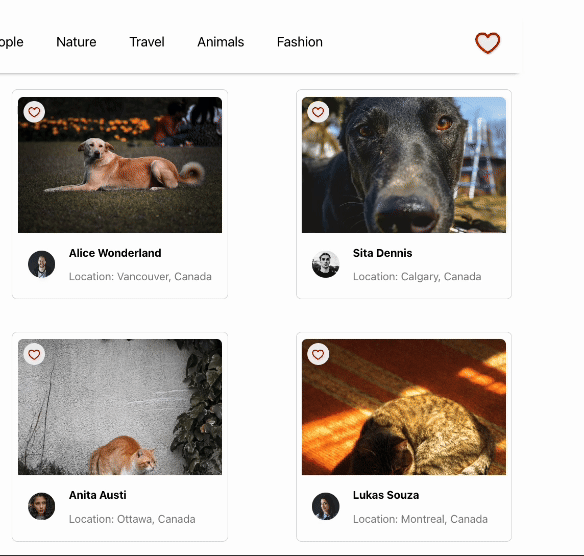 ople Nature Travel Animals Fashion
Alice Wonderland
Location: Vancouver, Canada
Sita Dennis
Location: Calgary, Canada
Anita Austi
Location: Ottawa, Canada
Lukas Souza
Location: Montreal, Canada